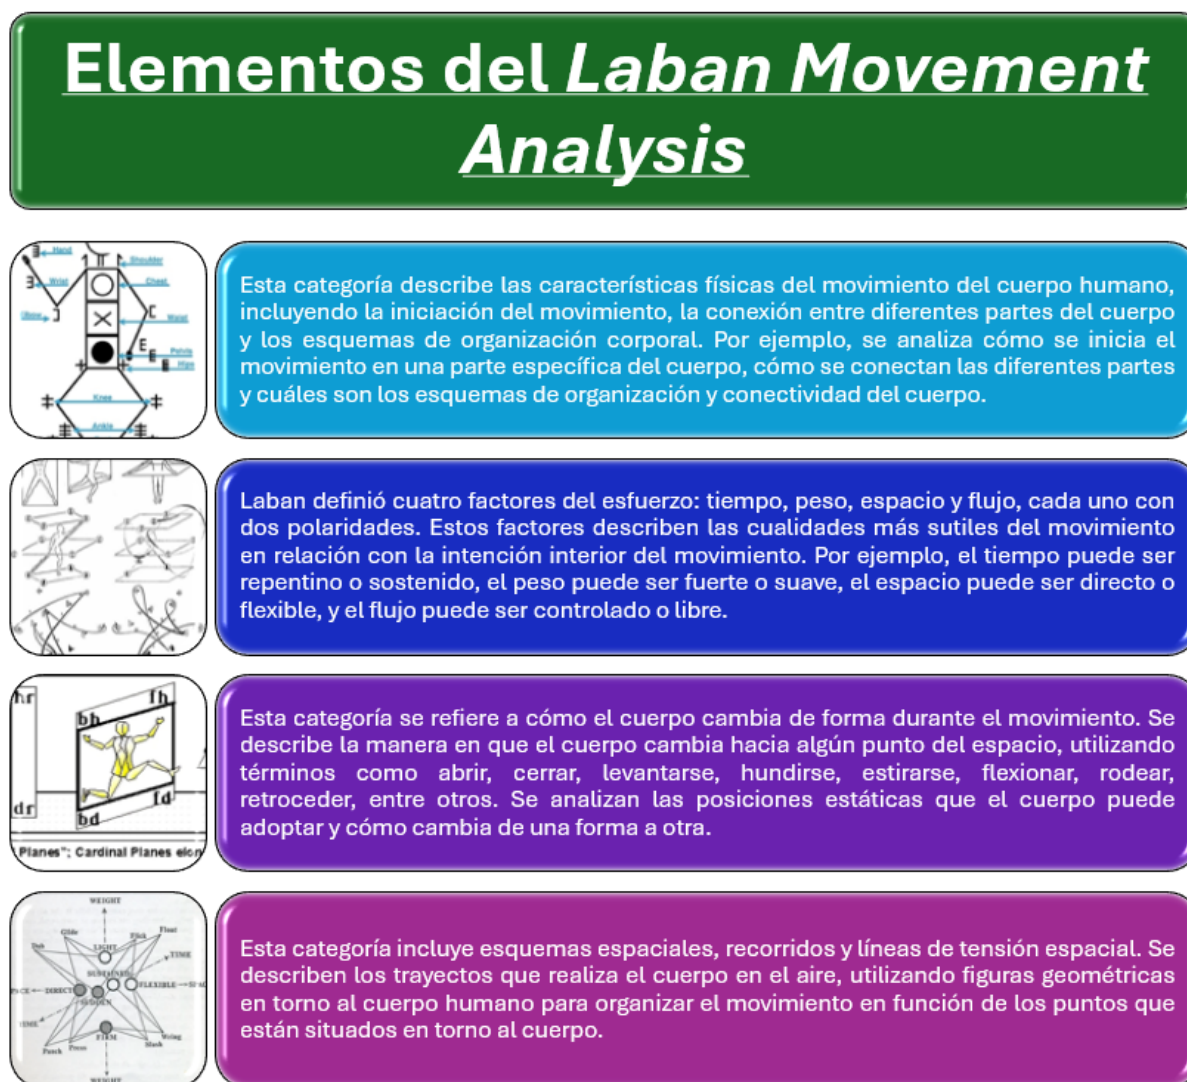 Elementos del Laban Movement
Analysis
Hand
Shoulder
Wrist
Chest
Elbow
Waist
E
Pelvis
Hips
Knee
Ankle
Esta categoría describe las características físicas del movimiento del cuerpo humano,
incluyendo la iniciación del movimiento, la conexión entre diferentes partes del cuerpo
y los esquemas de organización corporal. Por ejemplo, se analiza cómo se inicia el
movimiento en una parte específica del cuerpo, cómo se conectan las diferentes partes
y cuáles son los esquemas de organización y conectividad del cuerpo.
Laban definió cuatro factores del esfuerzo: tiempo, peso, espacio y flujo, cada uno con
dos polaridades. Estos factores describen las cualidades más sutiles del movimiento
en relación con la intención interior del movimiento. Por ejemplo, el tiempo puede ser
repentino o sostenido, el peso puede ser fuerte o suave, el espacio puede ser directo o
flexible, y el flujo puede ser controlado o libre.
hr
fh
bh
dr
fd
bd
Planes"; Cardinal Planes elon
Esta categoría se refiere a cómo el cuerpo cambia de forma durante el movimiento. Se
describe la manera en que el cuerpo cambia hacia algún punto del espacio, utilizando
términos como abrir, cerrar, levantarse, hundirse, estirarse, flexionar, rodear,
retroceder, entre otros. Se analizan las posiciones estáticas que el cuerpo puede
adoptar y cómo cambia de una forma a otra.
WEIGHT
Glide
Flick
Float
Dab
LIGHT
TIME
SUSTAINED
DIRECT
FLEXIBLE
SUDDEN
TIME
FIRM
Punch
Press
Slash
Wring
WEIGHT
Esta categoría incluye esquemas espaciales, recorridos y líneas de tensión espacial. Se
describen los trayectos que realiza el cuerpo en el aire, utilizando figuras geométricas
en torno al cuerpo humano para organizar el movimiento en función de los puntos que
están situados en torno al cuerpo.